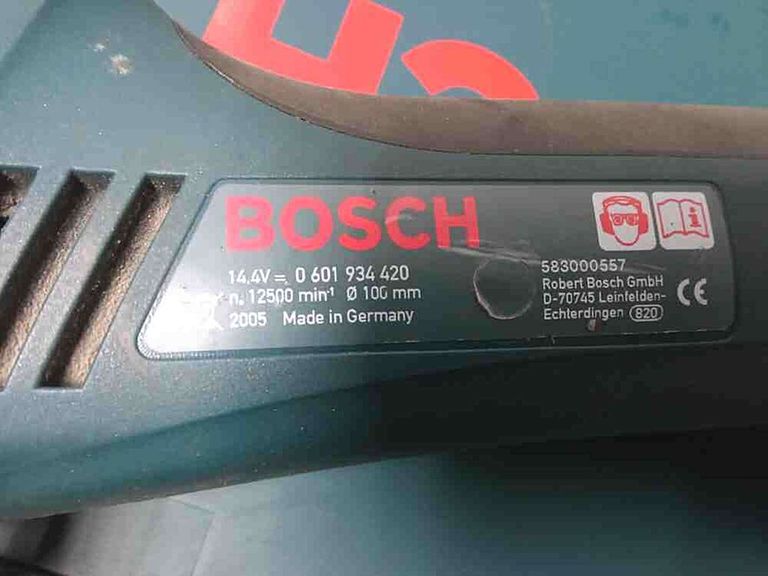 BOSCH
14,4V⎓ 0 601 934 420
n₀ 12500 min⁻¹ Ø 100 mm
2005 Made in Germany
583000557
Robert Bosch GmbH
D-70745 Leinfelden-
Echterdingen 820
CE